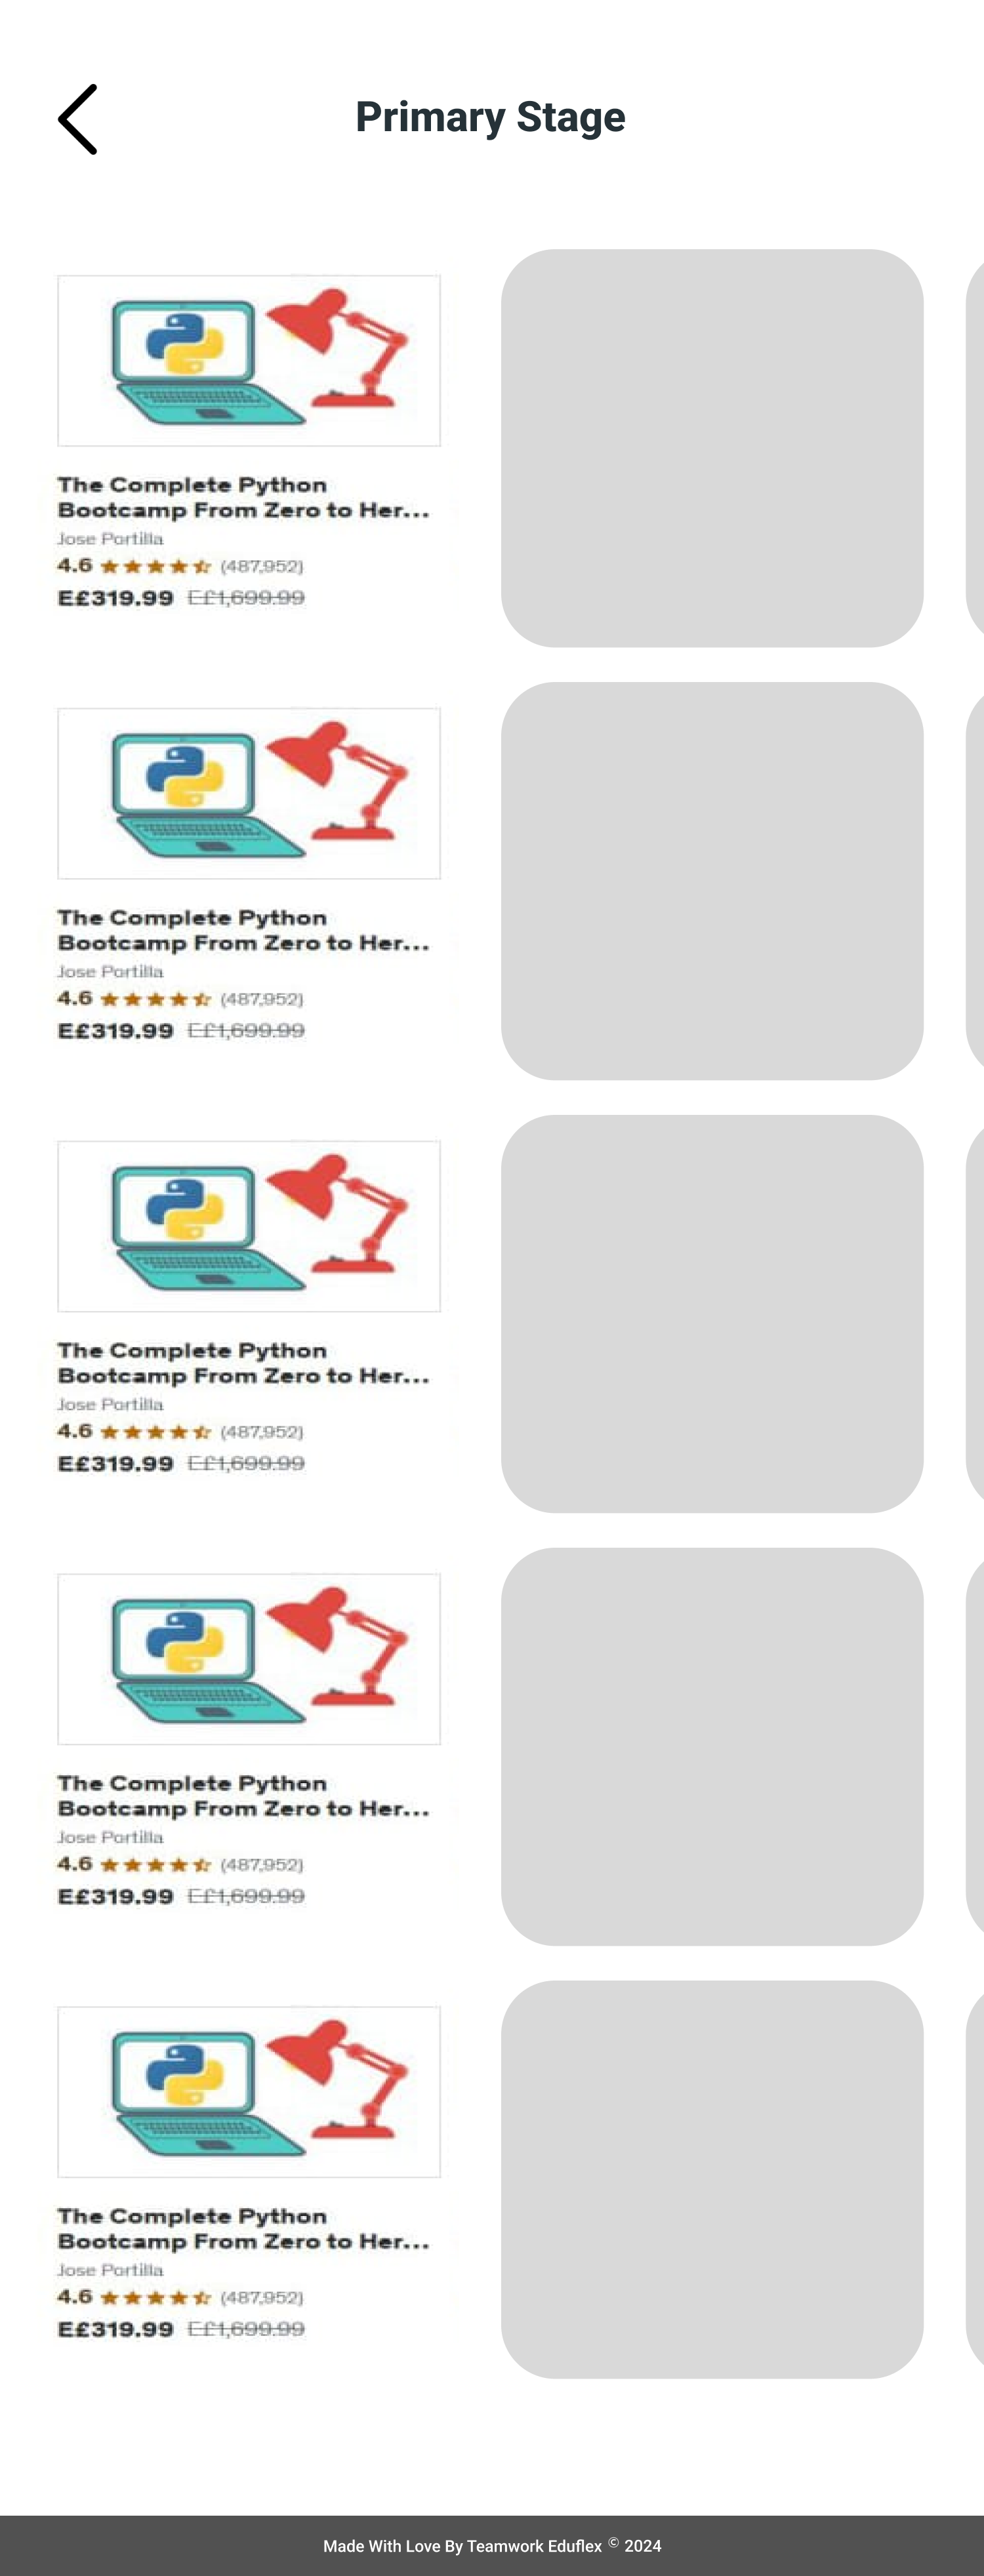 Primary Stage
The Complete Python
Bootcamp From Zero to Her...
Jose Portilla
4.6 (487,952)
E£319.99 E£1,699.99
The Complete Python
Bootcamp From Zero to Her...
Jose Portilla
4.6 (487,952)
E£319.99 E£1,699.99
The Complete Python
Bootcamp From Zero to Her...
Jose Portilla
4.6 (487,952)
E£319.99 E£1,699.99
The Complete Python
Bootcamp From Zero to Her...
Jose Portilla
4.6 (487,952)
E£319.99 E£1,699.99
The Complete Python
Bootcamp From Zero to Her...
Jose Portilla
4.6 (487,952)
E£319.99 E£1,699.99
Made With Love By Teamwork Eduflex © 2024